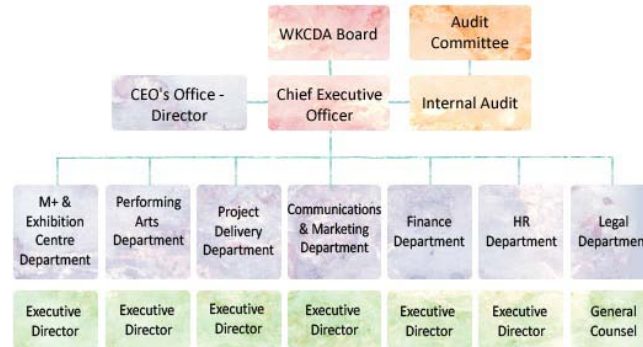 WKCDA Board
Audit
Committee
CEO's Office -
Director
Chief Executive
Officer
Internal Audit
M+ &
Exhibition
Centre
Department
Performing
Arts
Department
Project
Delivery
Department
Communications
& Marketing
Department
Finance
Department
HR
Department
Legal
Department
Executive
Director
Executive
Director
Executive
Director
Executive
Director
Executive
Director
Executive
Director
General
Counsel